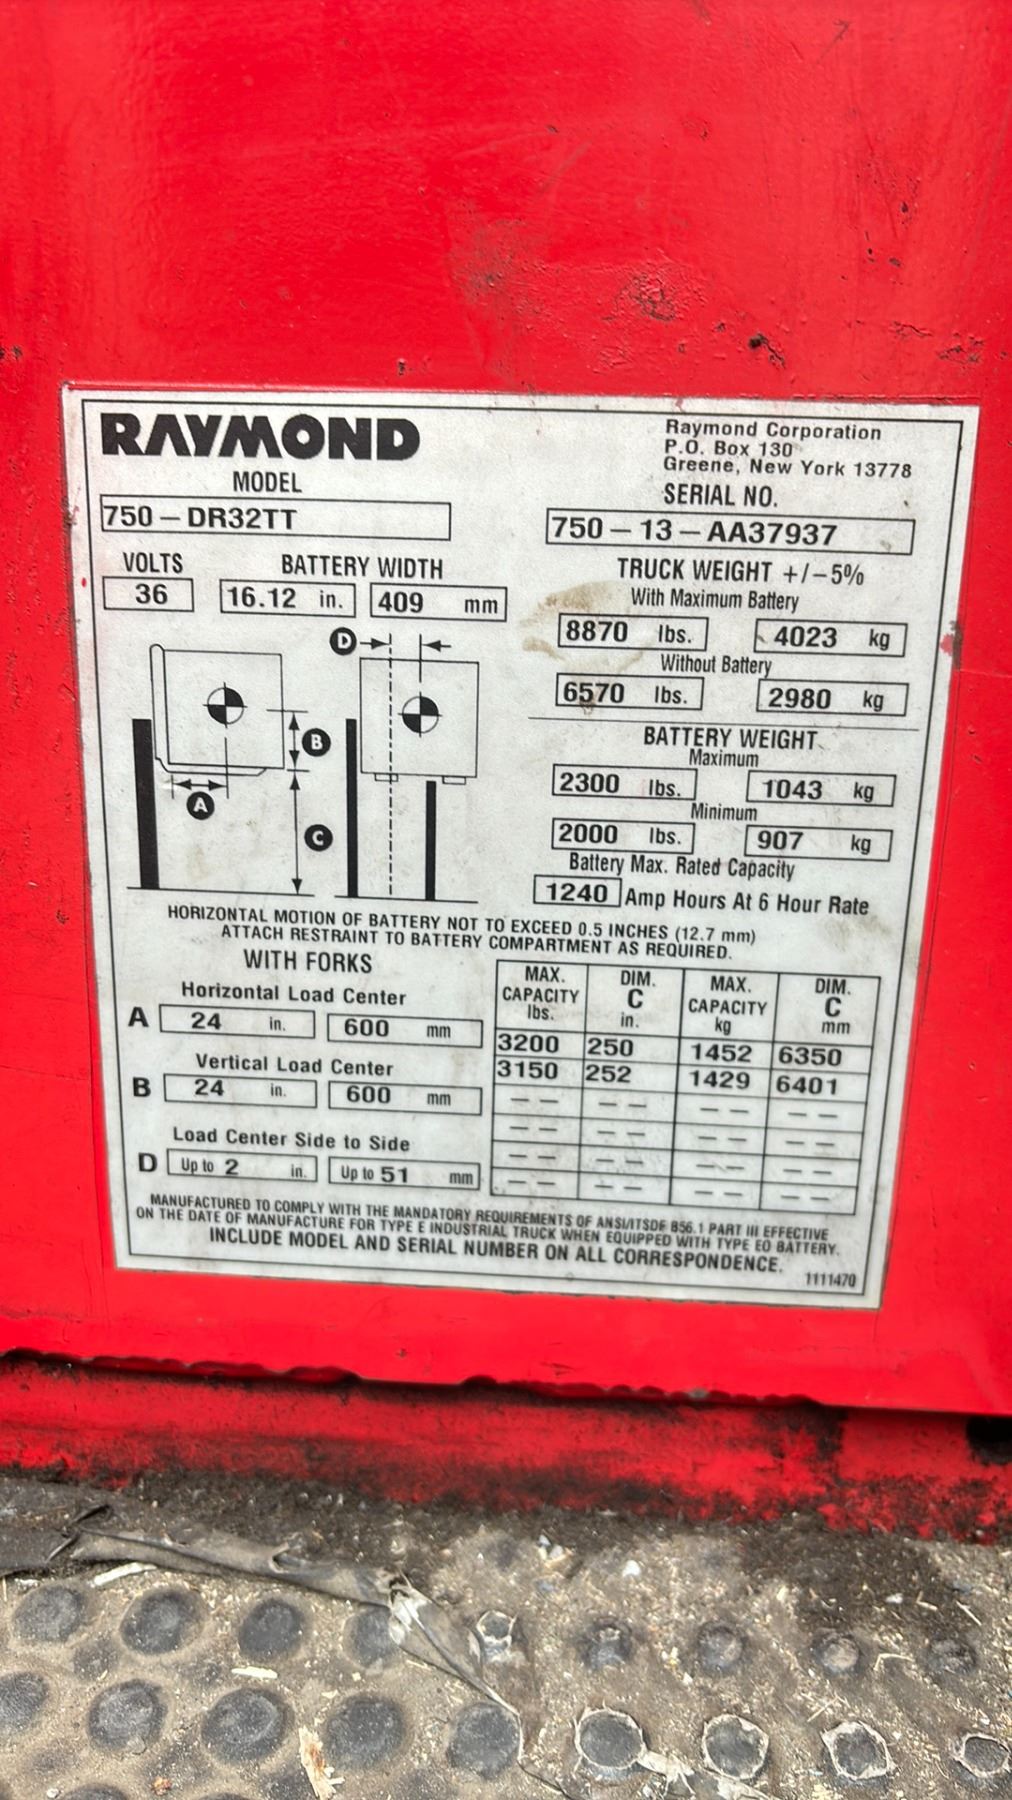 RAYMOND
Raymond Corporation
P.O. Box 130
Greene, New York 13778
MODEL
750-DR32TT
SERIAL NO.
750-13-AA37937
VOLTS
36
BATTERY WIDTH
16.12 in. 409 mm
TRUCK WEIGHT +/-5%
With Maximum Battery
8870 lbs. 4023 kg
Without Battery
6570 lbs. 2980 kg
BATTERY WEIGHT
Maximum
2300 lbs. 1043 kg
Minimum
2000 lbs. 907 kg
Battery Max. Rated Capacity
1240 Amp Hours At 6 Hour Rate
D
B
A
C
HORIZONTAL MOTION OF BATTERY NOT TO EXCEED 0.5 INCHES (12.7 mm)
ATTACH RESTRAINT TO BATTERY COMPARTMENT AS REQUIRED.
WITH FORKS
Horizontal Load Center
A 24 in. 600 mm
Vertical Load Center
B 24 in. 600 mm
Load Center Side to Side
D Up to 2 in. Up to 51 mm
MAX. CAPACITY lbs. DIM. C in. MAX. CAPACITY kg DIM. C mm
3200 250 1452 6350
3150 252 1429 6401
-- -- -- --
-- -- -- --
-- -- -- --
-- -- -- --
MANUFACTURED TO COMPLY WITH THE MANDATORY REQUIREMENTS OF ANSI/ITSDF B56.1 PART III EFFECTIVE
ON THE DATE OF MANUFACTURE FOR TYPE E INDUSTRIAL TRUCK WHEN EQUIPPED WITH TYPE EO BATTERY.
INCLUDE MODEL AND SERIAL NUMBER ON ALL CORRESPONDENCE.
1111470